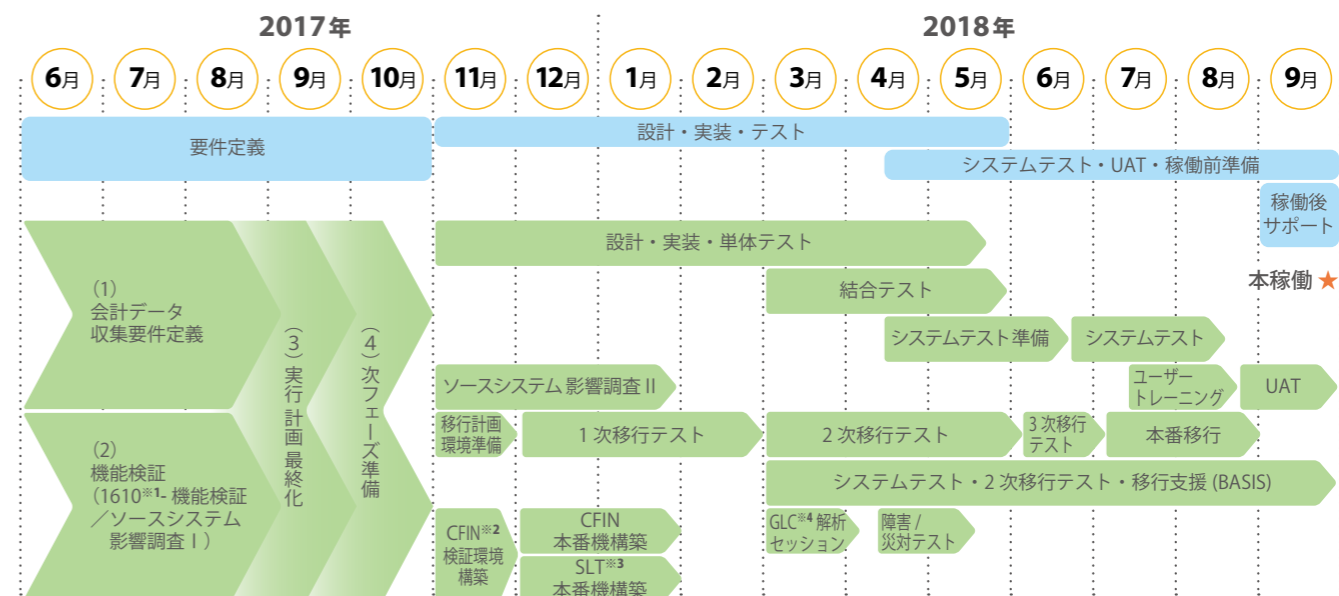 2017年
2018年
6月 7月 8月 9月 10月 11月 12月 1月 2月 3月 4月 5月 6月 7月 8月 9月
要件定義
設計・実装・テスト
システムテスト・UAT・稼働前準備
稼働後
サポート
本稼働 ★
(1)
会計データ
収集要件定義
(2)
機能検証
(1610※1- 機能検証
／ソースシステム
影響調査Ⅰ)
(3)実行計画最終化
(4)次フェーズ準備
設計・実装・単体テスト
結合テスト
システムテスト準備
システムテスト
ソースシステム影響調査Ⅱ
ユーザー
トレーニング
UAT
移行計画
環境準備
1次移行テスト
2次移行テスト
3次移行
テスト
本番移行
システムテスト・2次移行テスト・移行支援 (BASIS)
CFIN※2
検証環境
構築
CFIN
本番機構築
SLT※3
本番機構築
GLC※4 解析
セッション
障害 /
災対テスト